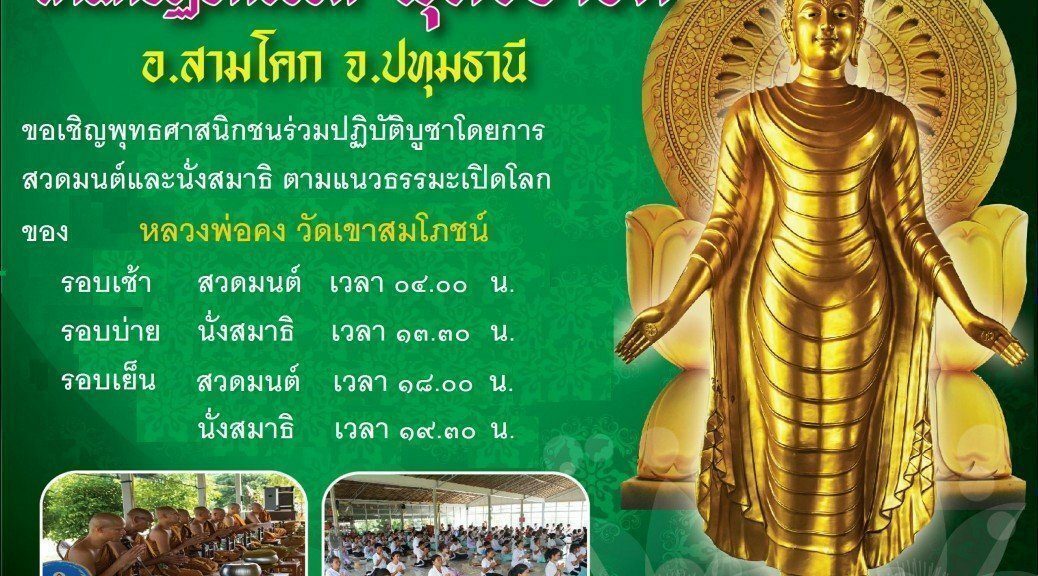 อ.สามโคก จ.ปทุมธานี
ขอเชิญพุทธศาสนิกชนร่วมปฏิบัติบูชาโดยการ
สวดมนต์และนั่งสมาธิ ตามแนวธรรมะเปิดโลก
ของ หลวงพ่อคง วัดเขาสมโภชน์
รอบเช้า สวดมนต์ เวลา ๐๔.๐๐ น.
รอบบ่าย นั่งสมาธิ เวลา ๑๓.๓๐ น.
รอบเย็น สวดมนต์ เวลา ๑๘.๐๐ น.
นั่งสมาธิ เวลา ๑๙.๓๐ น.